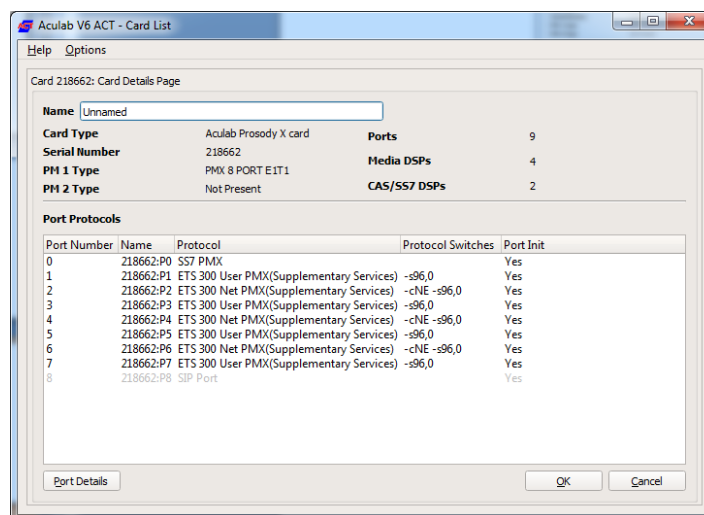 Aculab V6 ACT - Card List
Help Options
Card 218662: Card Details Page
Name Unnamed
Card Type Aculab Prosody X card Ports 9
Serial Number 218662
Media DSPs 4
PM 1 Type PMX 8 PORT E1T1
PM 2 Type Not Present CAS/SS7 DSPs 2
Port Protocols
Port Number Name Protocol Protocol Switches Port Init
0 218662:P0 SS7 PMX Yes
1 218662:P1 ETS 300 User PMX(Supplementary Services) -s96,0 Yes
2 218662:P2 ETS 300 Net PMX(Supplementary Services) -cNE -s96,0 Yes
3 218662:P3 ETS 300 User PMX(Supplementary Services) -s96,0 Yes
4 218662:P4 ETS 300 Net PMX(Supplementary Services) -cNE -s96,0 Yes
5 218662:P5 ETS 300 User PMX(Supplementary Services) -s96,0 Yes
6 218662:P6 ETS 300 Net PMX(Supplementary Services) -cNE -s96,0 Yes
7 218662:P7 ETS 300 User PMX(Supplementary Services) -s96,0 Yes
8 218662:P8 SIP Port Yes
Port Details OK Cancel